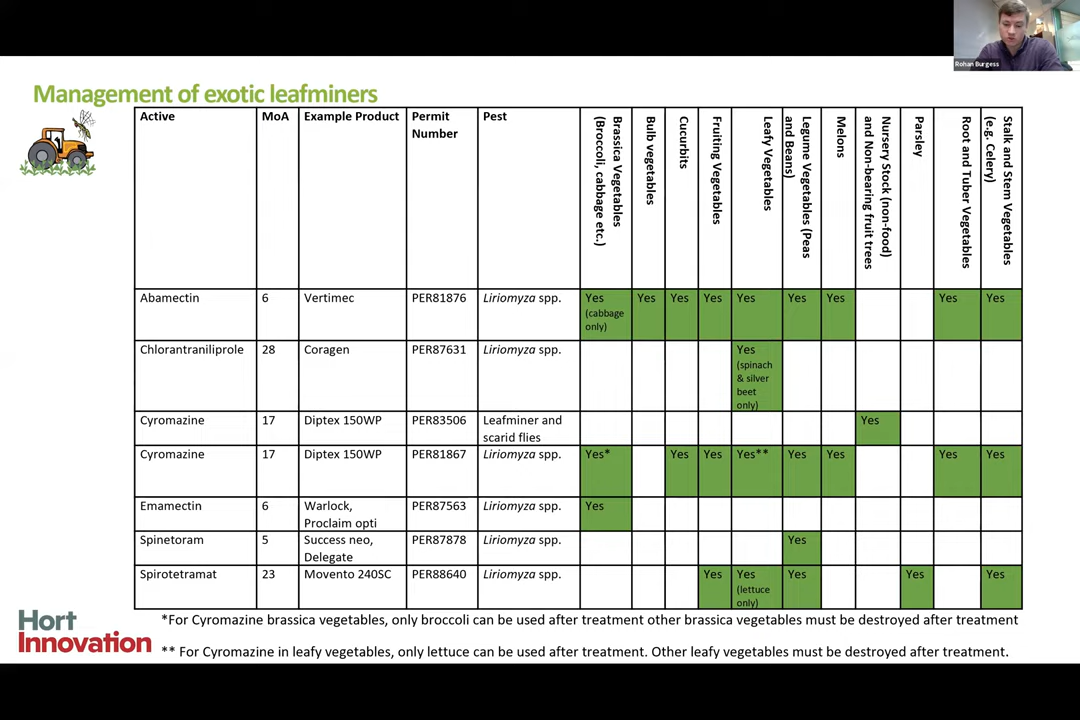 Rohan Burgess
Management of exotic leafminers
Active MoA Example Product Permit Number Pest Brassica Vegetables (Broccoli, cabbage etc.) Bulb vegetables Cucurbits Fruiting Vegetables Leafy Vegetables Legume Vegetables (Peas and Beans) Melons Nursery Stock (non-food) and Non-bearing fruit trees Parsley Root and Tuber Vegetables Stalk and Stem Vegetables (e.g. Celery)
Abamectin 6 Vertimec PER81876 Liriomyza spp. Yes (cabbage only) Yes Yes Yes Yes Yes Yes Yes Yes
Chlorantraniliprole 28 Coragen PER87631 Liriomyza spp. Yes (spinach & silver beet only)
Cyromazine 17 Diptex 150WP PER83506 Leafminer and scarid flies Yes
Cyromazine 17 Diptex 150WP PER81867 Liriomyza spp. Yes* Yes Yes Yes** Yes Yes Yes Yes
Emamectin 6 Warlock, Proclaim opti PER87563 Liriomyza spp. Yes
Spinetoram 5 Success neo, Delegate PER87878 Liriomyza spp. Yes
Spirotetramat 23 Movento 240SC PER88640 Liriomyza spp. Yes Yes (lettuce only) Yes Yes Yes
Hort
Innovation
*For Cyromazine brassica vegetables, only broccoli can be used after treatment other brassica vegetables must be destroyed after treatment
** For Cyromazine in leafy vegetables, only lettuce can be used after treatment. Other leafy vegetables must be destroyed after treatment.